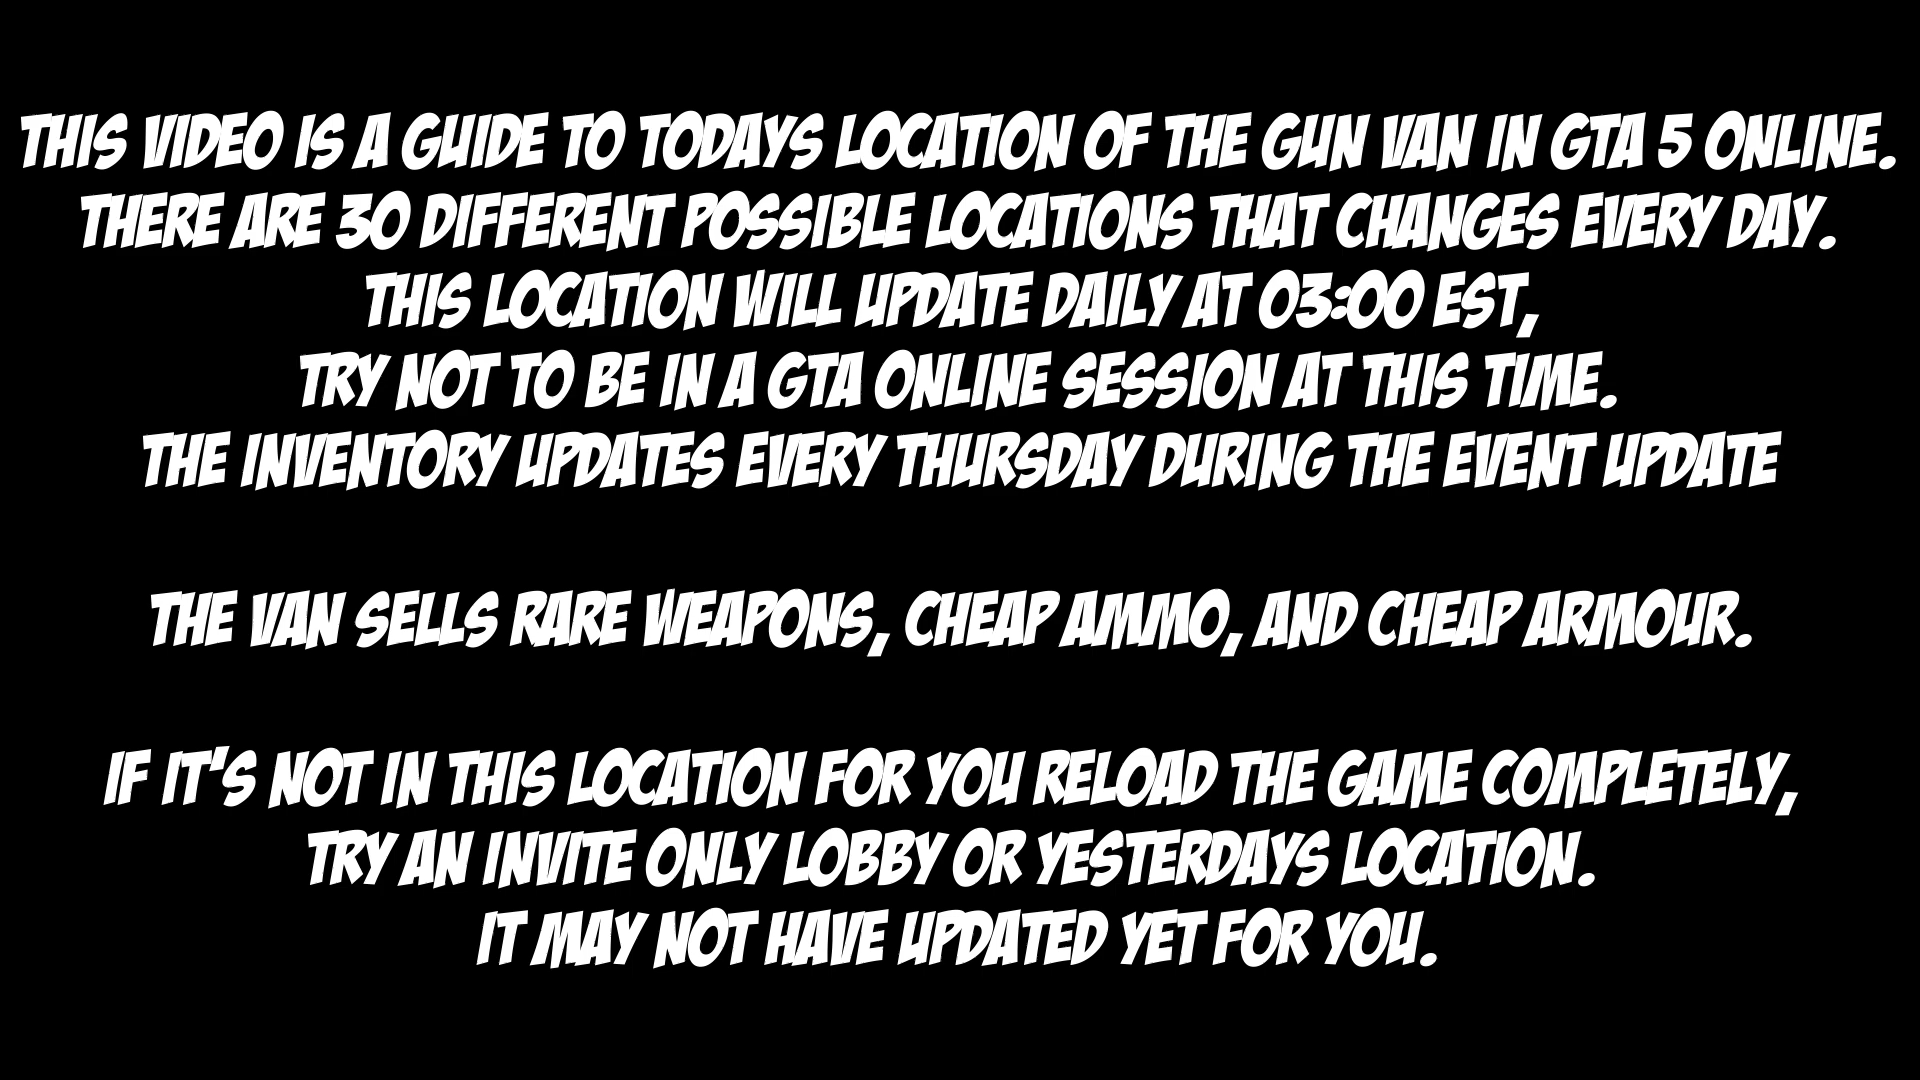 THIS VIDEO IS A GUIDE TO TODAYS LOCATION OF THE GUN VAN IN GTA 5 ONLINE.
THERE ARE 30 DIFFERENT POSSIBLE LOCATIONS THAT CHANGES EVERY DAY.
THIS LOCATION WILL UPDATE DAILY AT 03:00 EST,
TRY NOT TO BE IN A GTA ONLINE SESSION AT THIS TIME.
THE INVENTORY UPDATES EVERY THURSDAY DURING THE EVENT UPDATE
THE VAN SELLS RARE WEAPONS, CHEAP AMMO, AND CHEAP ARMOUR.
IF IT'S NOT IN THIS LOCATION FOR YOU RELOAD THE GAME COMPLETELY,
TRY AN INVITE ONLY LOBBY OR YESTERDAYS LOCATION.
IT MAY NOT HAVE UPDATED YET FOR YOU.